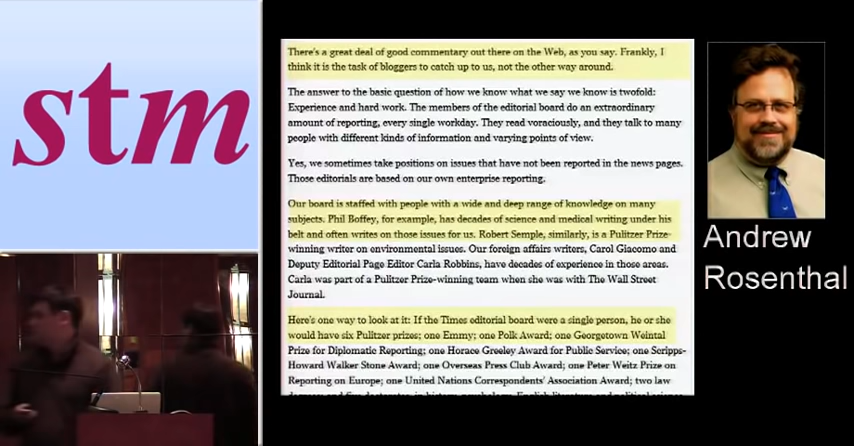 stm
There's a great deal of good commentary out there on the Web, as you say. Frankly, I
think it is the task of bloggers to catch up to us, not the other way around.
The answer to the basic question of how we know what we say we know is twofold:
Experience and hard work. The members of the editorial board do an extraordinary
amount of reporting, every single workday. They read voraciously, and they talk to many
people with different kinds of information and varying points of view.
Yes, we sometimes take positions on issues that have not been reported in the news pages.
Those editorials are based on our own enterprise reporting.
Our board is staffed with people with a wide and deep range of knowledge on many
subjects. Phil Boffey, for example, has decades of science and medical writing under his
belt and often writes on those issues for us. Robert Semple, similarly, is a Pulitzer Prize-
winning writer on environmental issues. Our foreign affairs writers, Carol Giacomo and
Deputy Editorial Page Editor Carla Robbins, have decades of experience in those areas.
Carla was part of a Pulitzer Prize-winning team when she was with The Wall Street
Journal.
Here's one way to look at it: If the Times editorial board were a single person, he or she
would have six Pulitzer prizes; one Emmy; one Polk Award; one Georgetown Weintal
Prize for Diplomatic Reporting; one Horace Greeley Award for Public Service; one Scripps-
Howard Walker Stone Award; one Overseas Press Club Award; one Peter Weitz Prize on
Reporting on Europe; one United Nations Correspondents' Association Award; two law
Andrew
Rosenthal